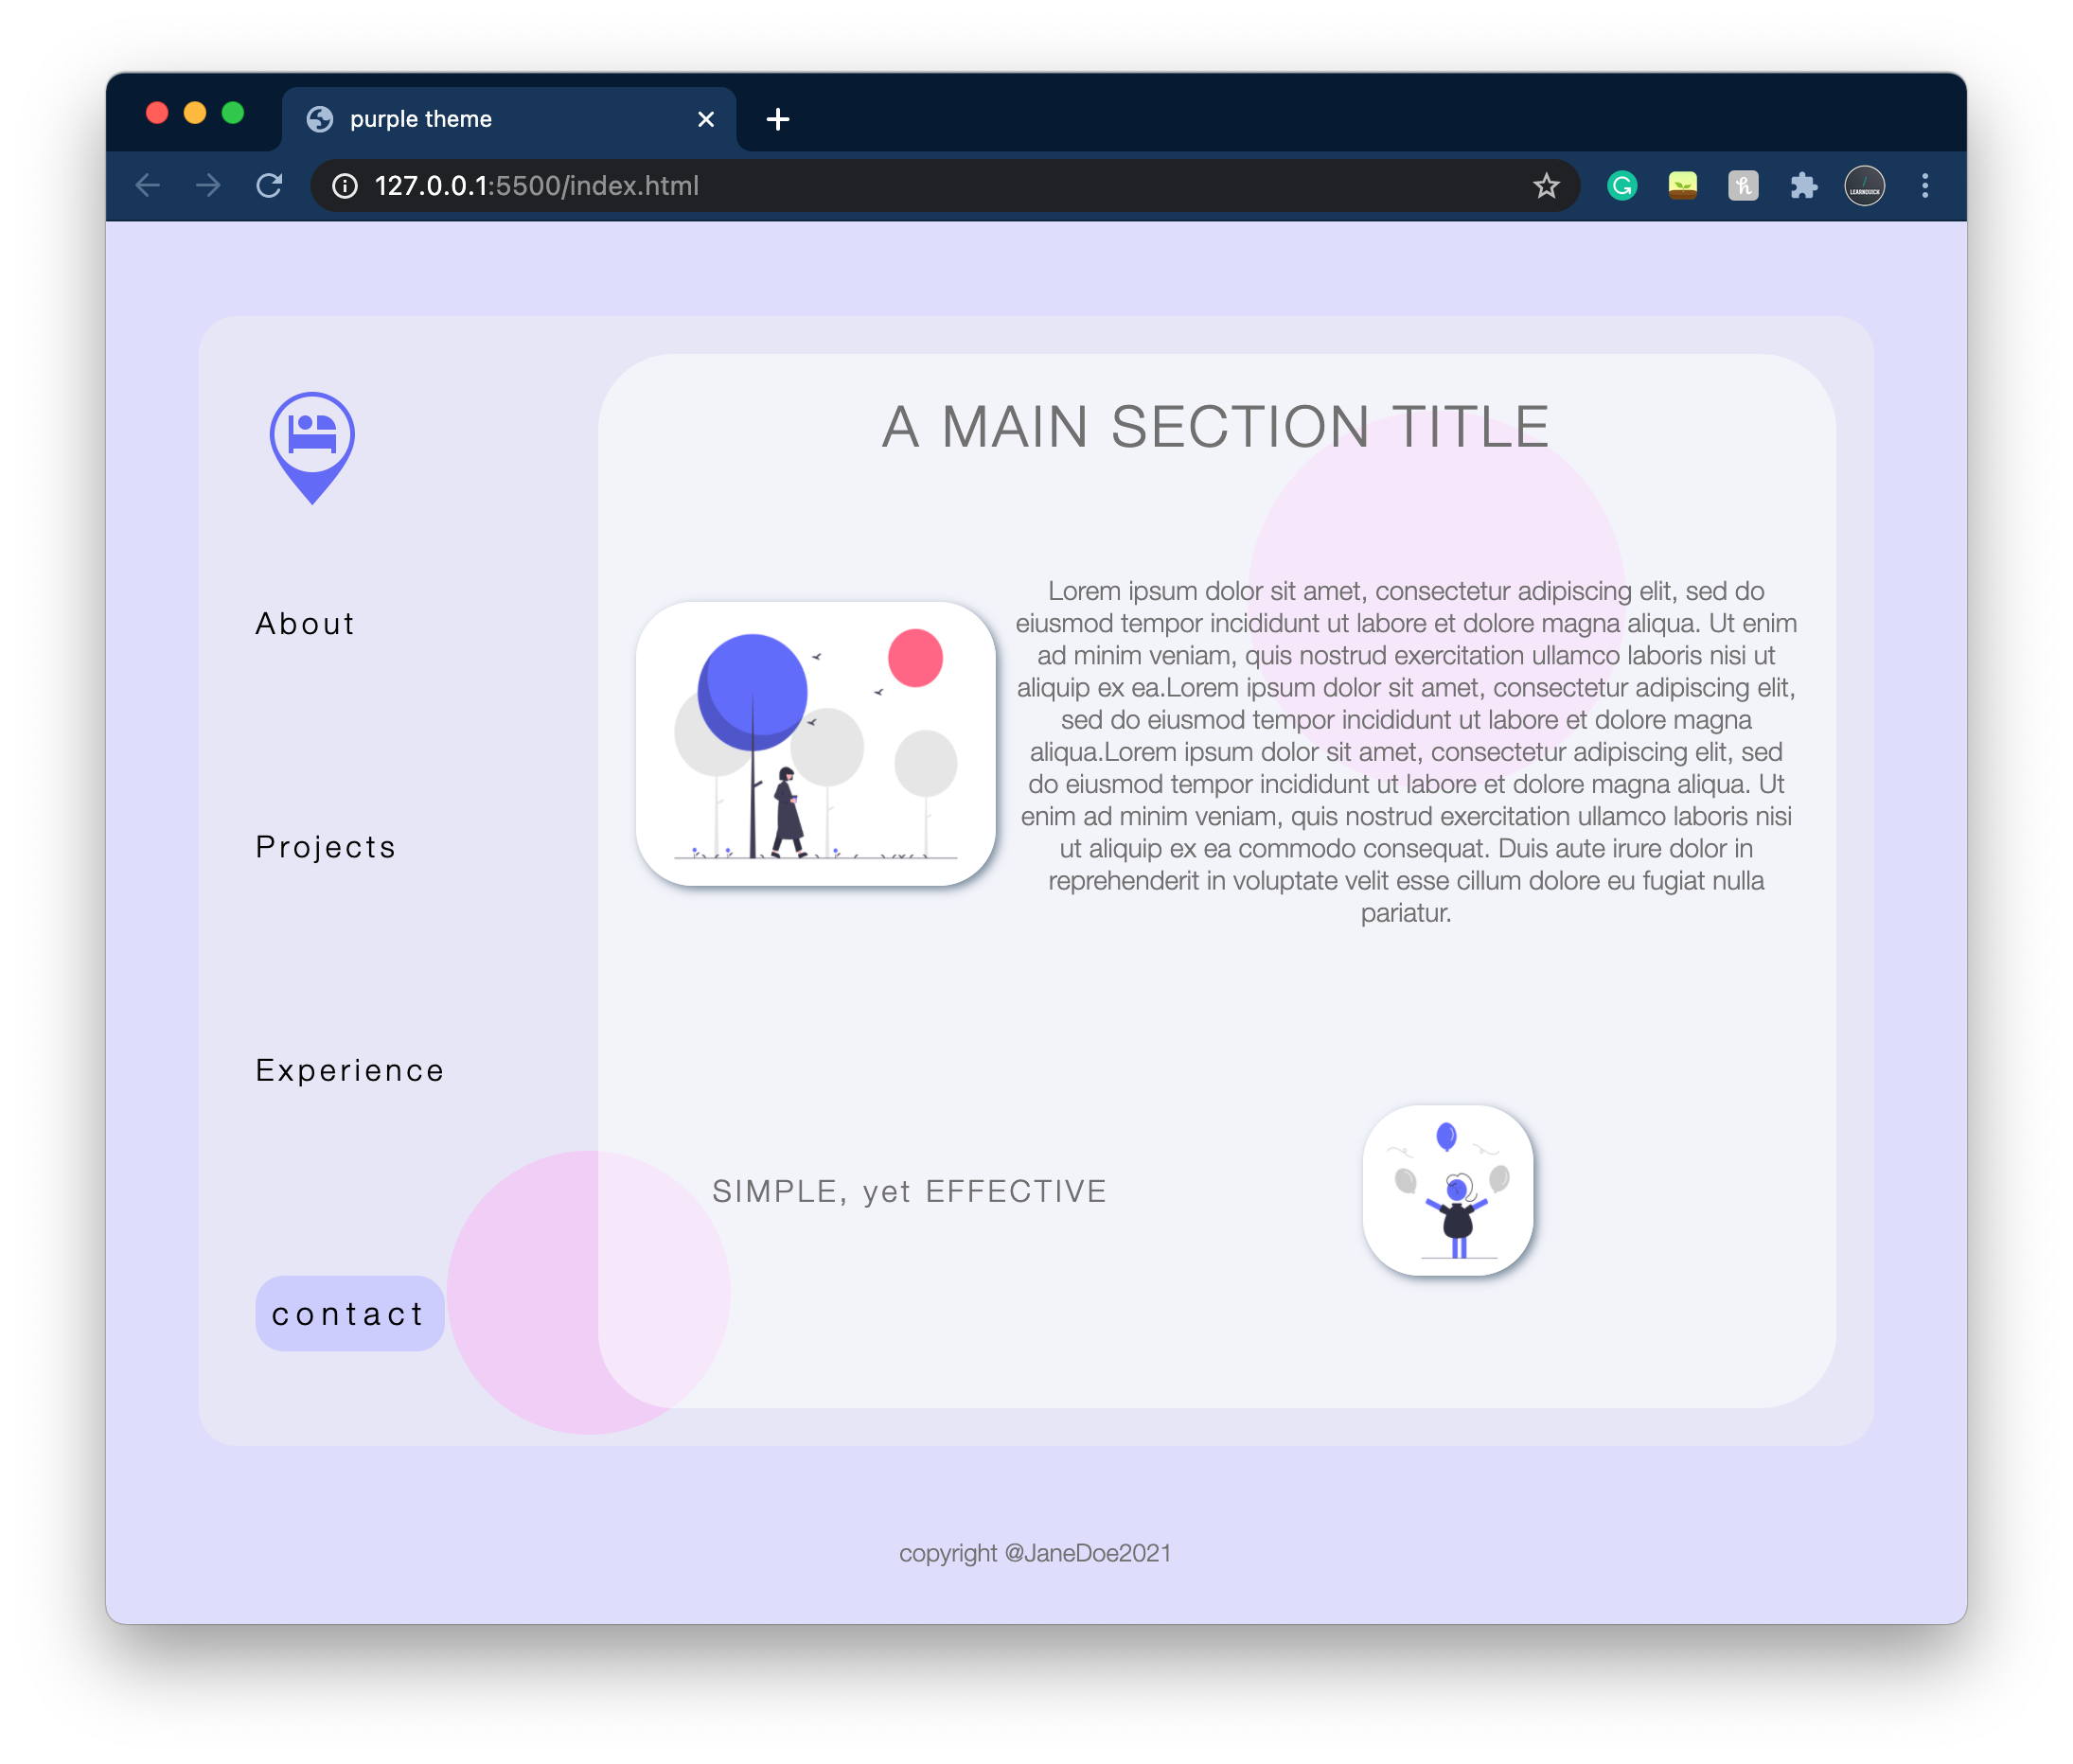 purple theme
127.0.0.1:5500/index.html
LEARNQUICK
A MAIN SECTION TITLE
About
Projects
Experience
contact
Lorem ipsum dolor sit amet, consectetur adipiscing elit, sed do
eiusmod tempor incididunt ut labore et dolore magna aliqua. Ut enim
ad minim veniam, quis nostrud exercitation ullamco laboris nisi ut
aliquip ex ea.Lorem ipsum dolor sit amet, consectetur adipiscing elit,
sed do eiusmod tempor incididunt ut labore et dolore magna
aliqua.Lorem ipsum dolor sit amet, consectetur adipiscing elit, sed
do eiusmod tempor incididunt ut labore et dolore magna aliqua. Ut
enim ad minim veniam, quis nostrud exercitation ullamco laboris nisi
ut aliquip ex ea commodo consequat. Duis aute irure dolor in
reprehenderit in voluptate velit esse cillum dolore eu fugiat nulla
pariatur.
SIMPLE, yet EFFECTIVE
copyright @JaneDoe2021